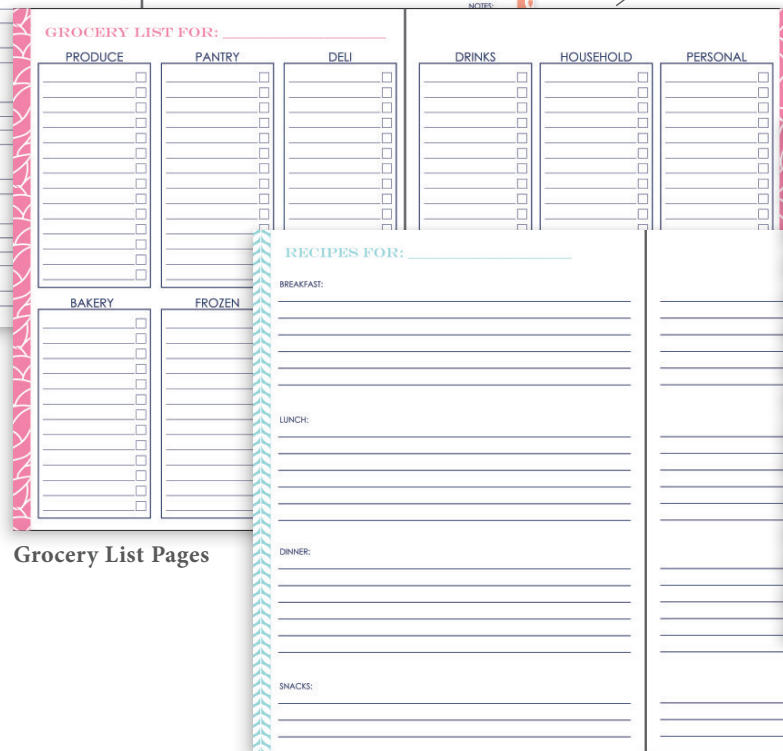 NOTES:
GROCERY LIST FOR:
PRODUCE PANTRY DELI DRINKS HOUSEHOLD PERSONAL
BAKERY FROZEN
Grocery List Pages
RECIPES FOR:
BREAKFAST:
LUNCH:
DINNER:
SNACKS: